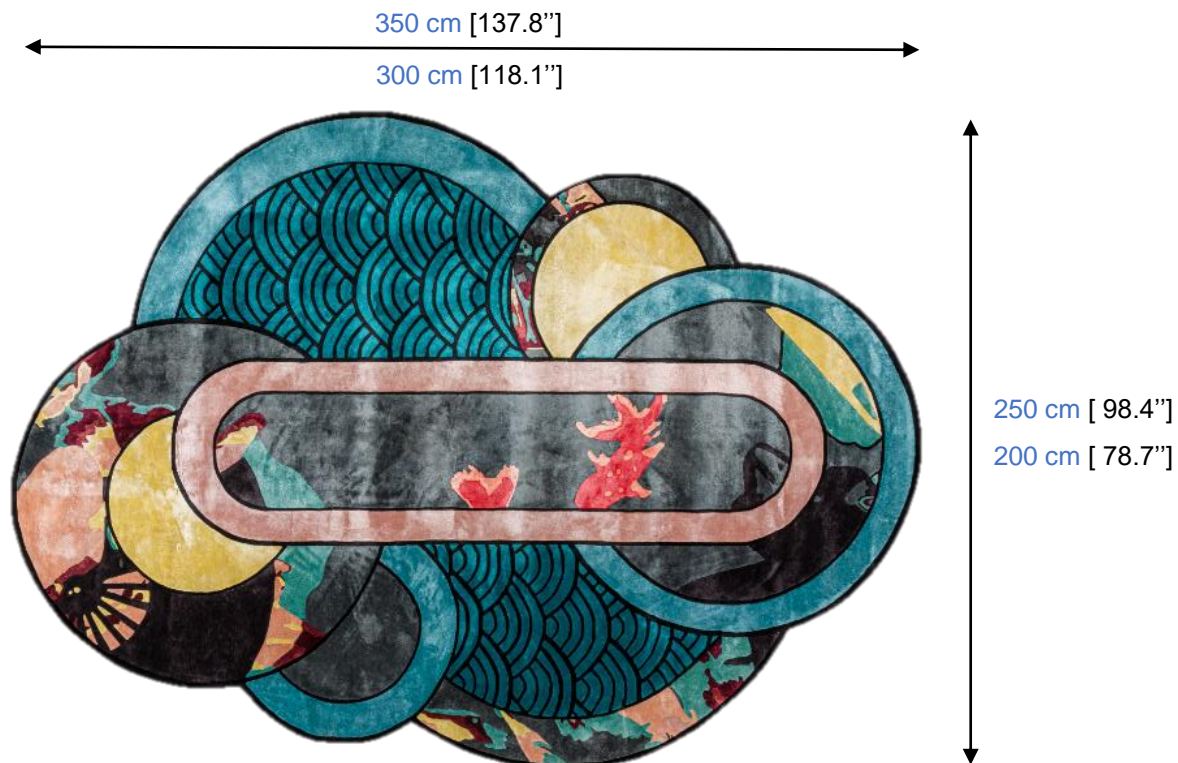 350 cm [137.8’’]
300 cm [118.1’’]
250 cm [ 98.4’’]
200 cm [ 78.7’’]